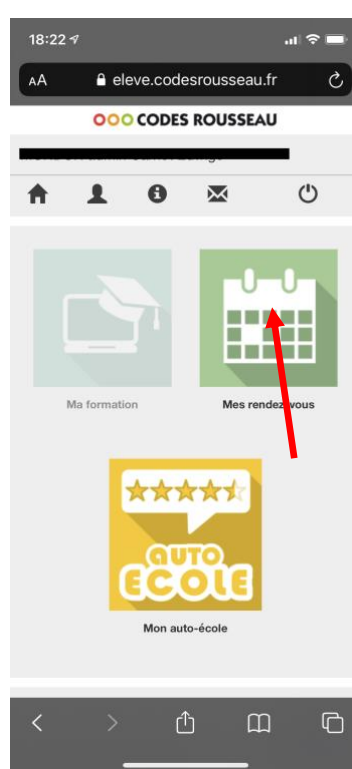 18:22
AA eleve.codesrousseau.fr
CODES ROUSSEAU
Ma formation
Mes rendez-vous
AUTO
ECOLE
Mon auto-école